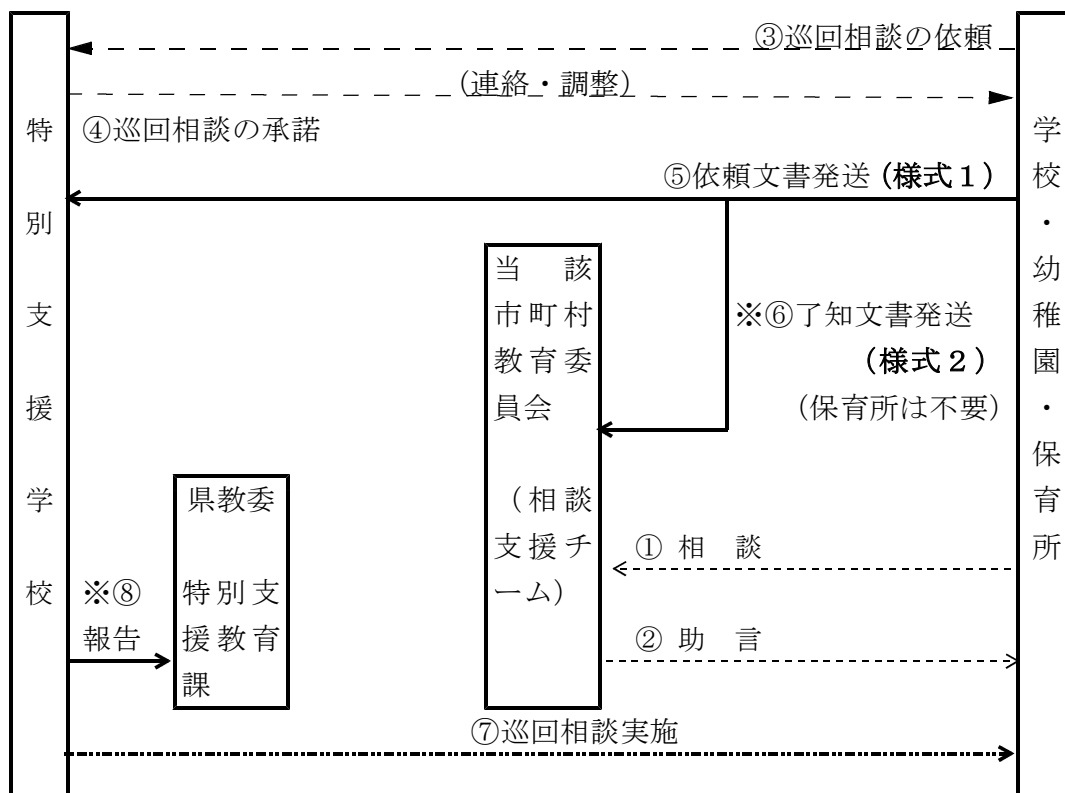 ③巡回相談の依頼
(連絡・調整)
④巡回相談の承諾
⑤依頼文書発送(様式1)
特別支援学校
学校・幼稚園・保育所
当該
市町村
教育委
員会
(相談
支援チ
ーム)
※⑥了知文書発送
(様式2)
(保育所は不要)
県教委
特別支
援教育
課
① 相 談
② 助 言
※⑧
報告
⑦巡回相談実施